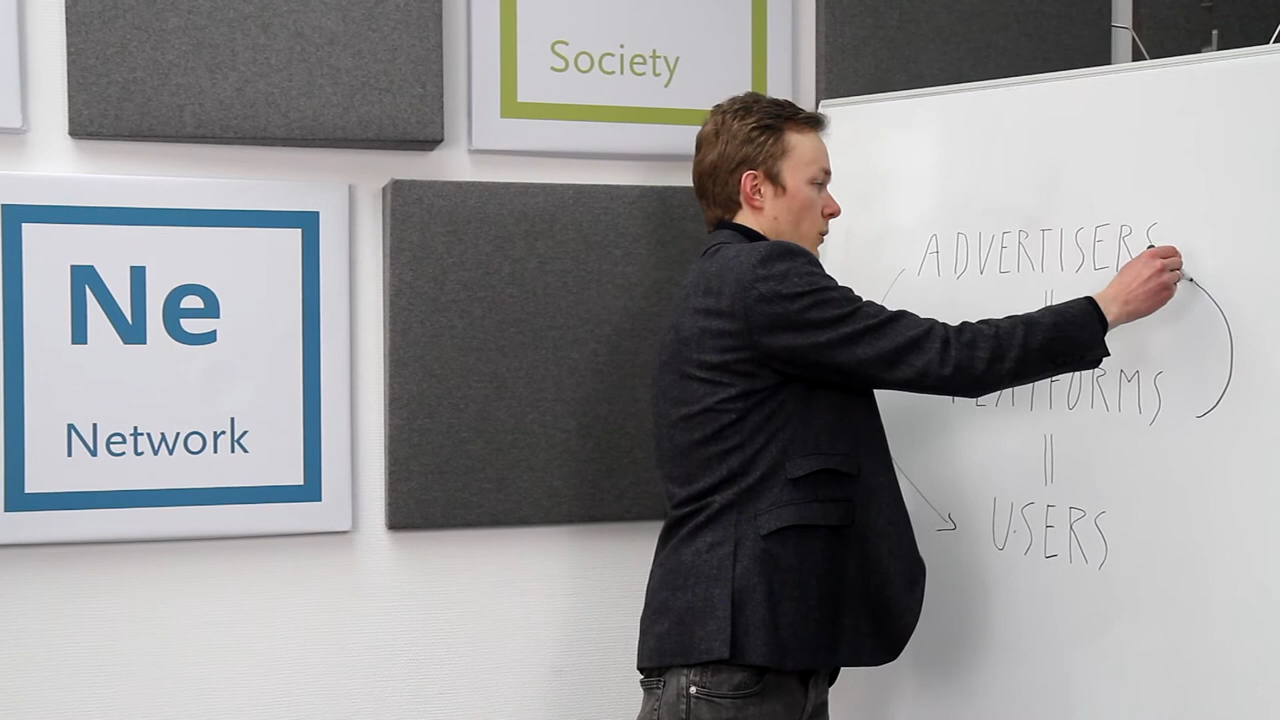 Society
Ne
Network
ADVERTISERS
PLATFORMS
USERS